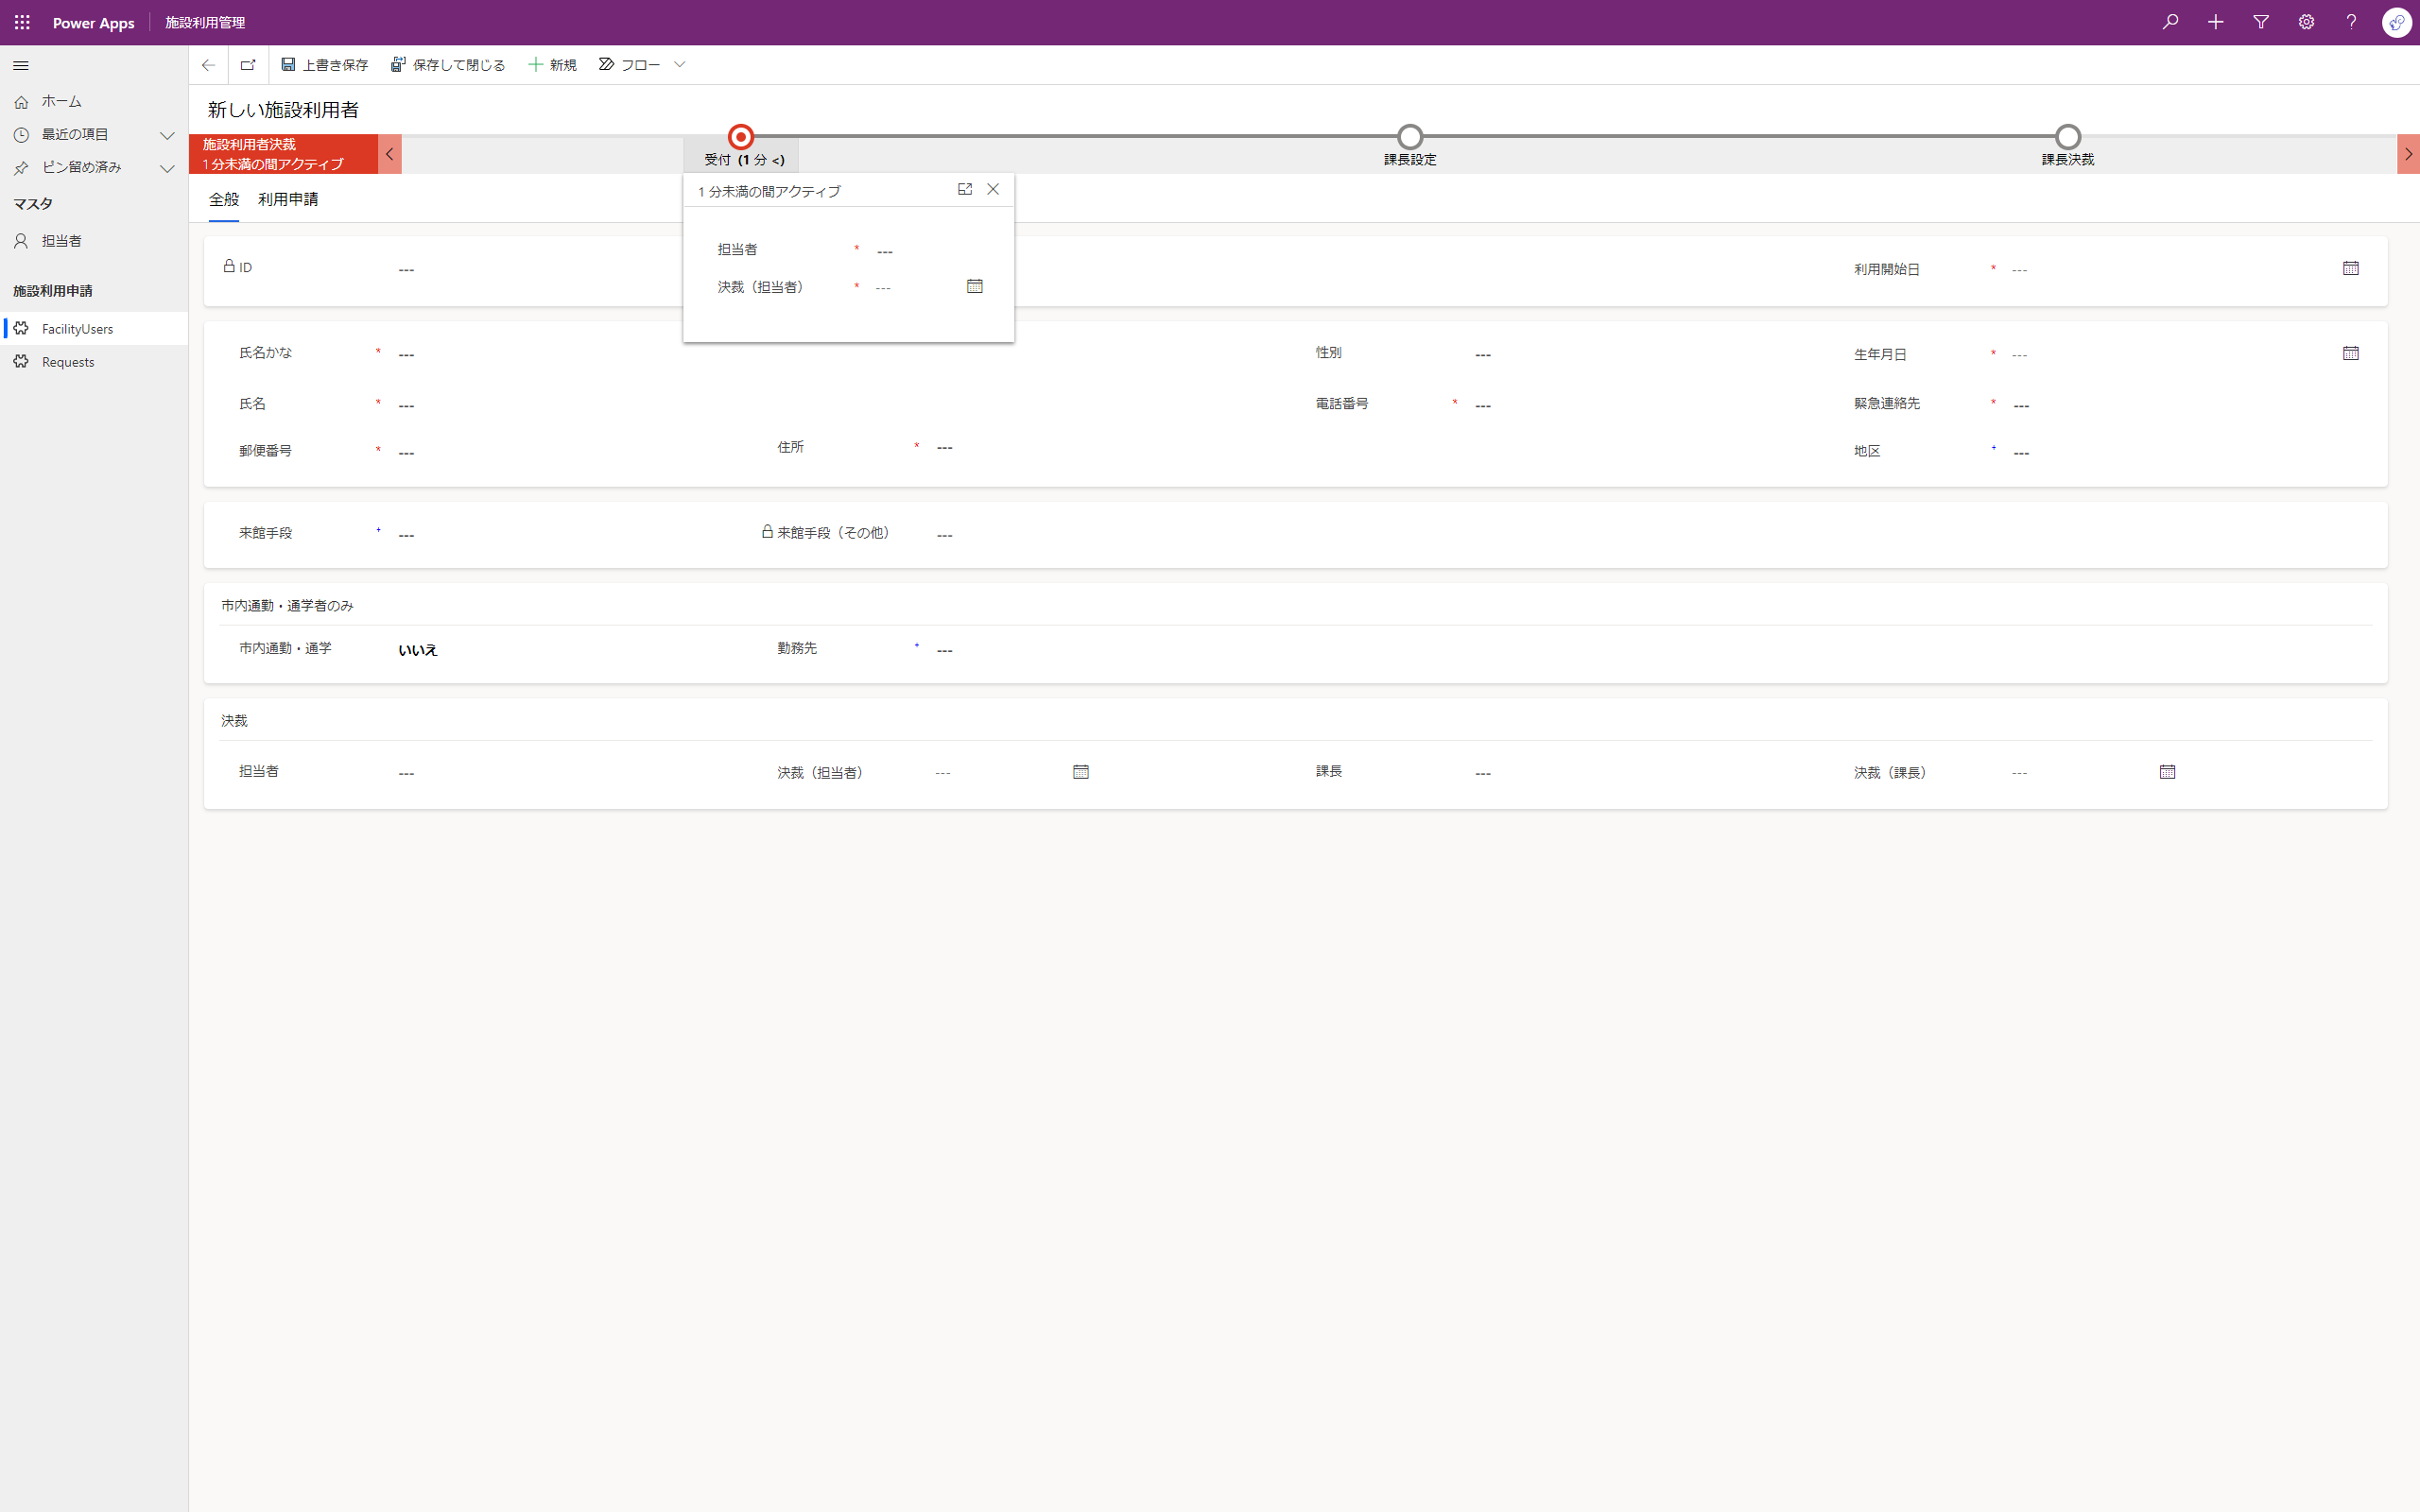 Power Apps 施設利用管理
上書き保存 保存して閉じる 新規 フロー
ホーム
最近の項目
ピン留め済み
マスタ
担当者
施設利用申請
FacilityUsers
Requests
新しい施設利用者
施設利用者決裁
1 分未満の間アクティブ
受付 (1 分 <)
課長設定
課長決裁
全般 利用申請
1 分未満の間アクティブ
担当者 * ---
決裁（担当者） * ---
ID ---
利用開始日 * ---
氏名かな * ---
性別 ---
生年月日 * ---
氏名 * ---
電話番号 * ---
緊急連絡先 * ---
郵便番号 * ---
住所 * ---
地区 + ---
来館手段 + ---
来館手段（その他） ---
市内通勤・通学者のみ
市内通勤・通学 いいえ
勤務先 * ---
決裁
担当者 ---
決裁（担当者） ---
課長 ---
決裁（課長） ---